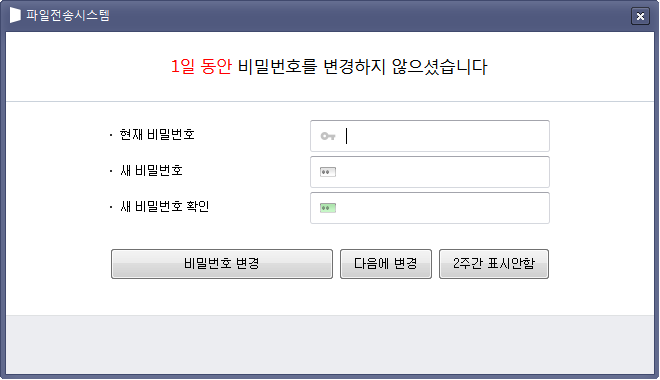 파일전송시스템
1일 동안 비밀번호를 변경하지 않으셨습니다
· 현재 비밀번호
· 새 비밀번호
· 새 비밀번호 확인
비밀번호 변경 다음에 변경 2주간 표시안함